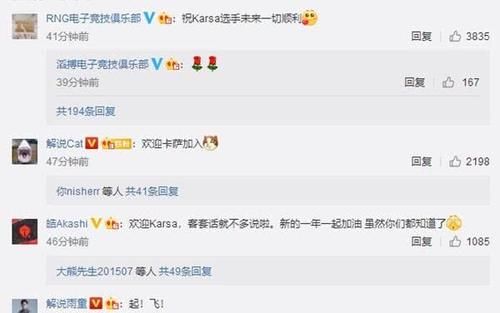 RNG电子竞技俱乐部：祝Karsa选手未来一切顺利
41分钟前 回复 3835
滔搏电子竞技俱乐部：
39分钟前 回复 167
共194条回复
解说Cat：欢迎卡萨加入
47分钟前 回复 2198
你nisherr 等人 共41条回复
皓Akashi：欢迎Karsa，客套话就不多说啦。新的一年一起加油 虽然你们都知道了
46分钟前 回复 1085
大熊先生201507 等人 共49条回复
解说雨童：起！飞！